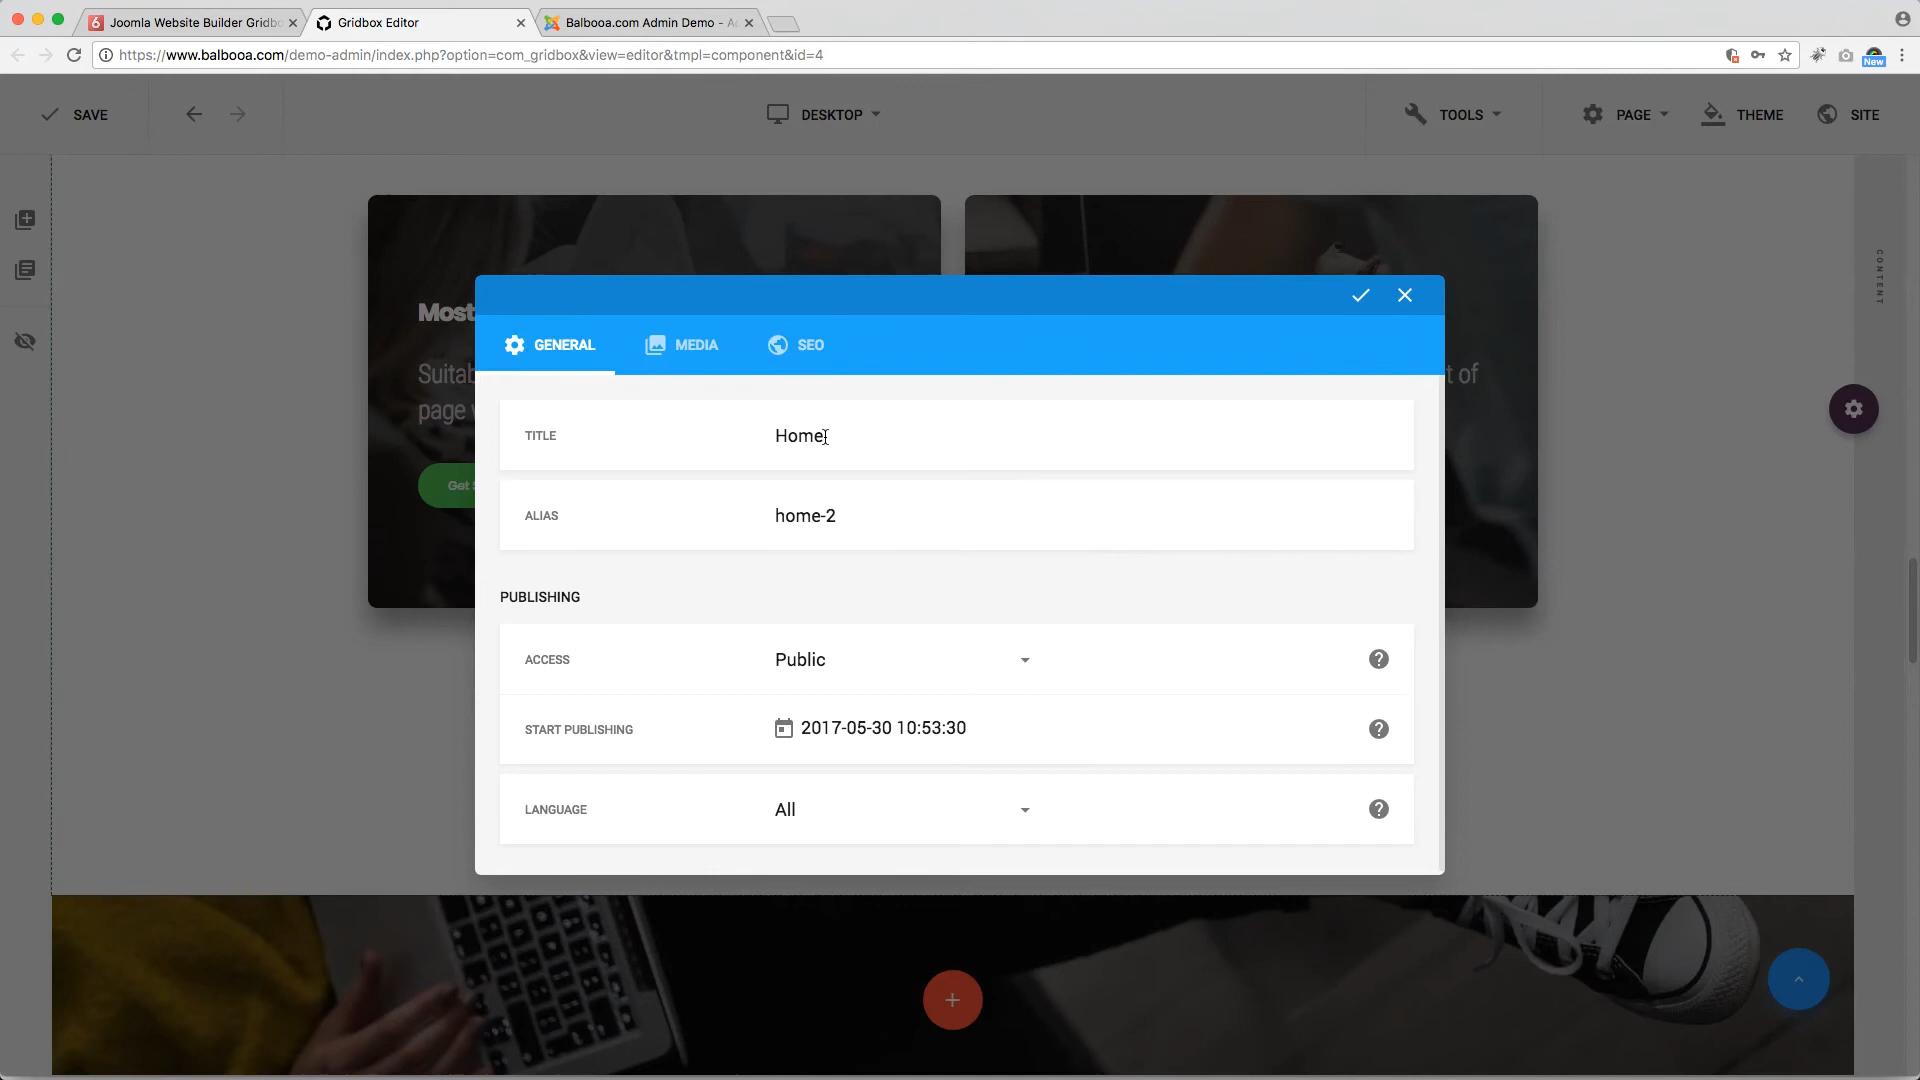 Joomla Website Builder Gridbo
Gridbox Editor
Balbooa.com Admin Demo - A
https://www.balbooa.com/demo-admin/index.php?option=com_gridbox&view=editor&tmpl=component&id=4
New
SAVE
DESKTOP
TOOLS
PAGE
THEME
SITE
CONTENT
Most
Suitab
page
t of
Get
GENERAL
MEDIA
SEO
TITLE
Home
ALIAS
home-2
PUBLISHING
ACCESS
Public
START PUBLISHING
2017-05-30 10:53:30
LANGUAGE
All